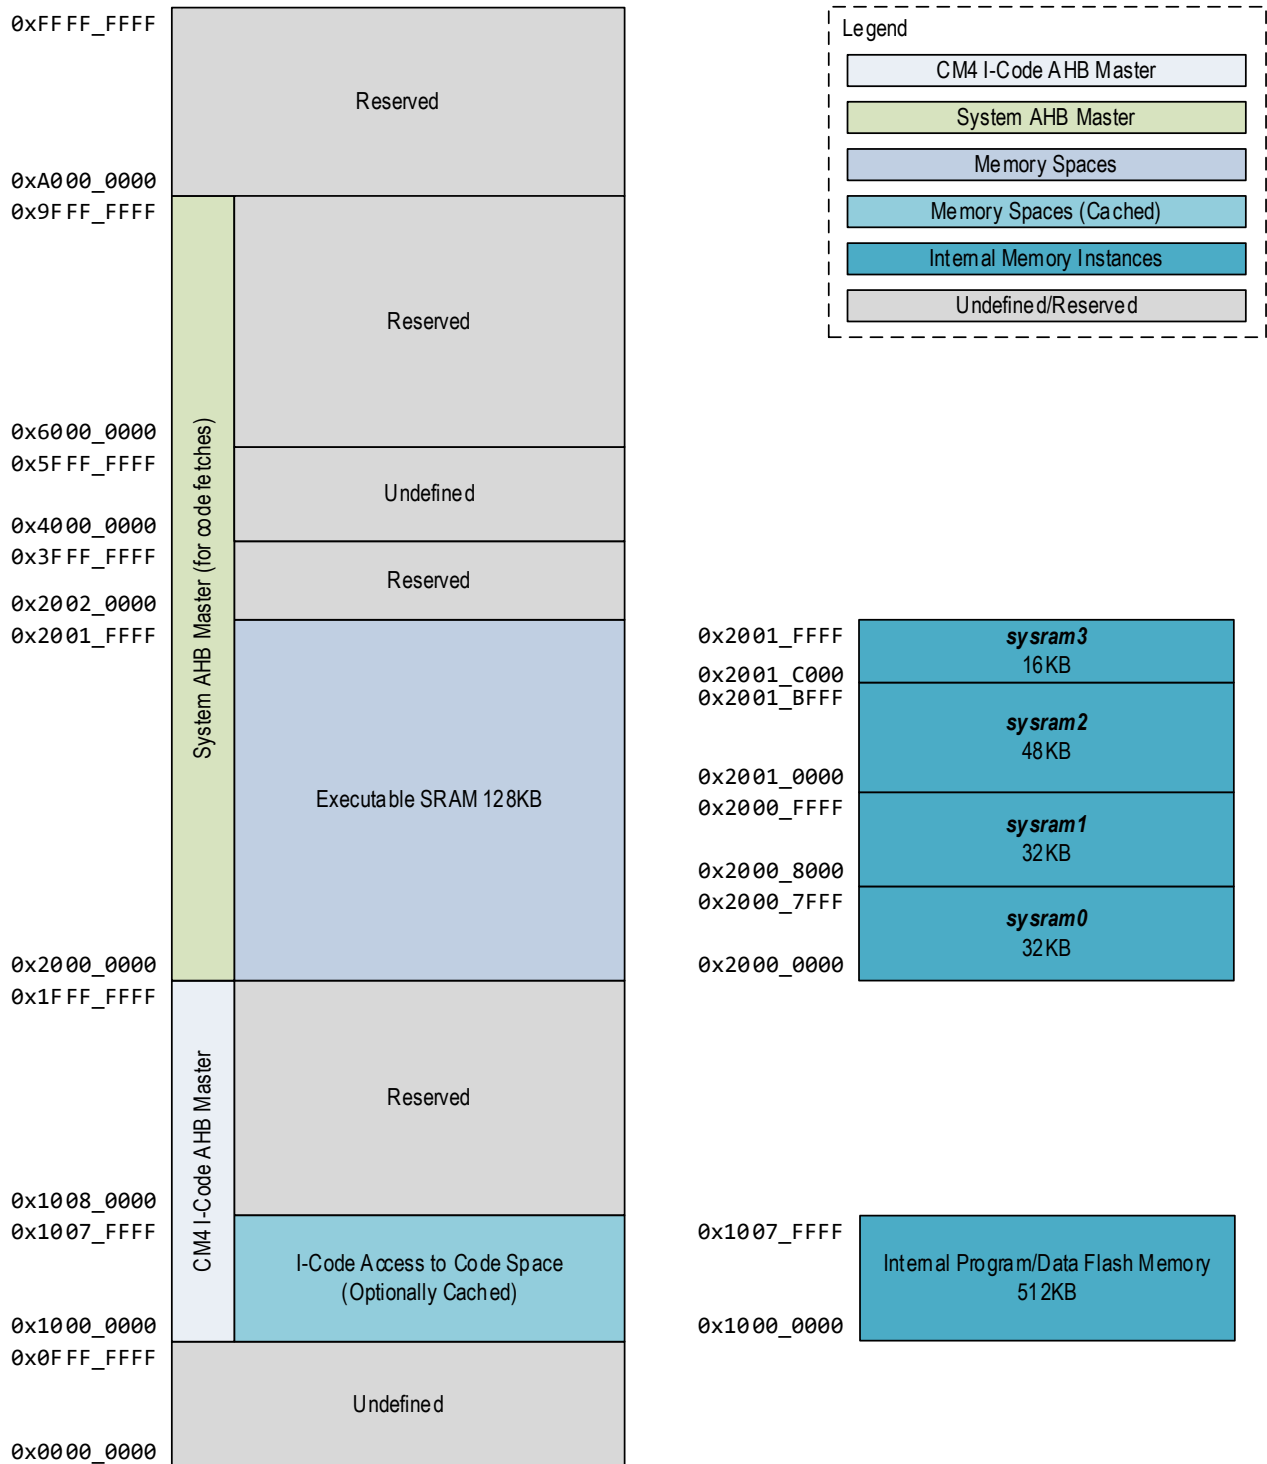 0xFFFF_FFFF
Reserved
0xA000_0000
0x9FFF_FFFF
System AHB Master (for code fetches)
Reserved
0x6000_0000
0x5FFF_FFFF
Undefined
0x4000_0000
0x3FFF_FFFF
Reserved
0x2002_0000
0x2001_FFFF
Executable SRAM 128KB
0x2000_0000
0x1FFF_FFFF
CM4 I-Code AHB Master
Reserved
0x1008_0000
0x1007_FFFF
I-Code Access to Code Space
(Optionally Cached)
0x1000_0000
0x0FFF_FFFF
Undefined
0x0000_0000
Legend
CM4 I-Code AHB Master
System AHB Master
Memory Spaces
Memory Spaces (Cached)
Internal Memory Instances
Undefined/Reserved
0x2001_FFFF
sysram3
16KB
0x2001_C000
0x2001_BFFF
sysram2
48KB
0x2001_0000
0x2000_FFFF
sysram1
32KB
0x2000_8000
0x2000_7FFF
sysram0
32KB
0x2000_0000
0x1007_FFFF
Internal Program/Data Flash Memory
512KB
0x1000_0000